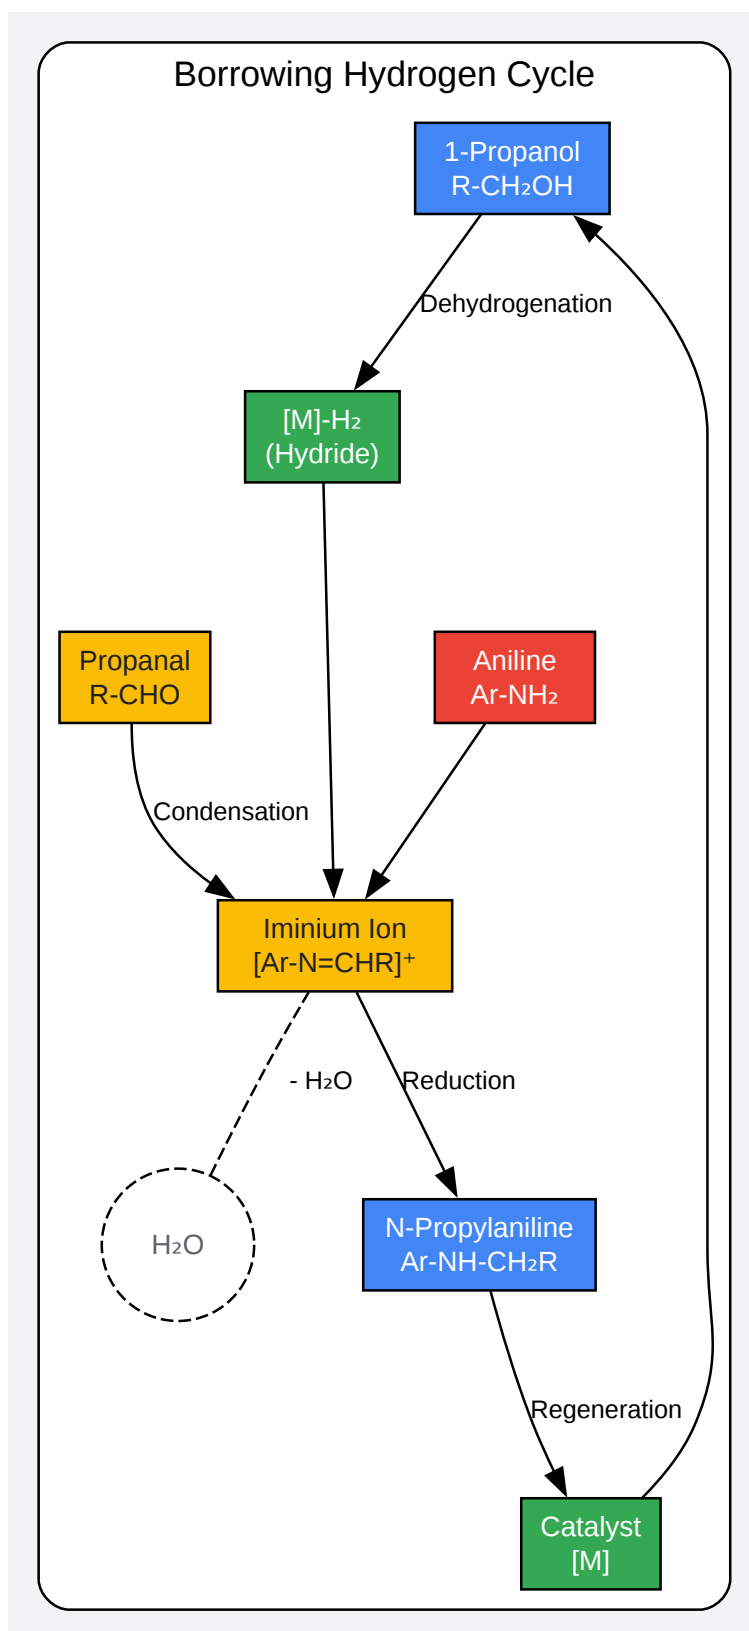 Borrowing Hydrogen Cycle
1-Propanol
R-CH₂OH
Dehydrogenation
[M]-H₂
(Hydride)
Propanal
R-CHO
Aniline
Ar-NH₂
Condensation
Iminium Ion
[Ar-N=CHR]⁺
- H₂O
Reduction
H₂O
N-Propylaniline
Ar-NH-CH₂R
Regeneration
Catalyst
[M]